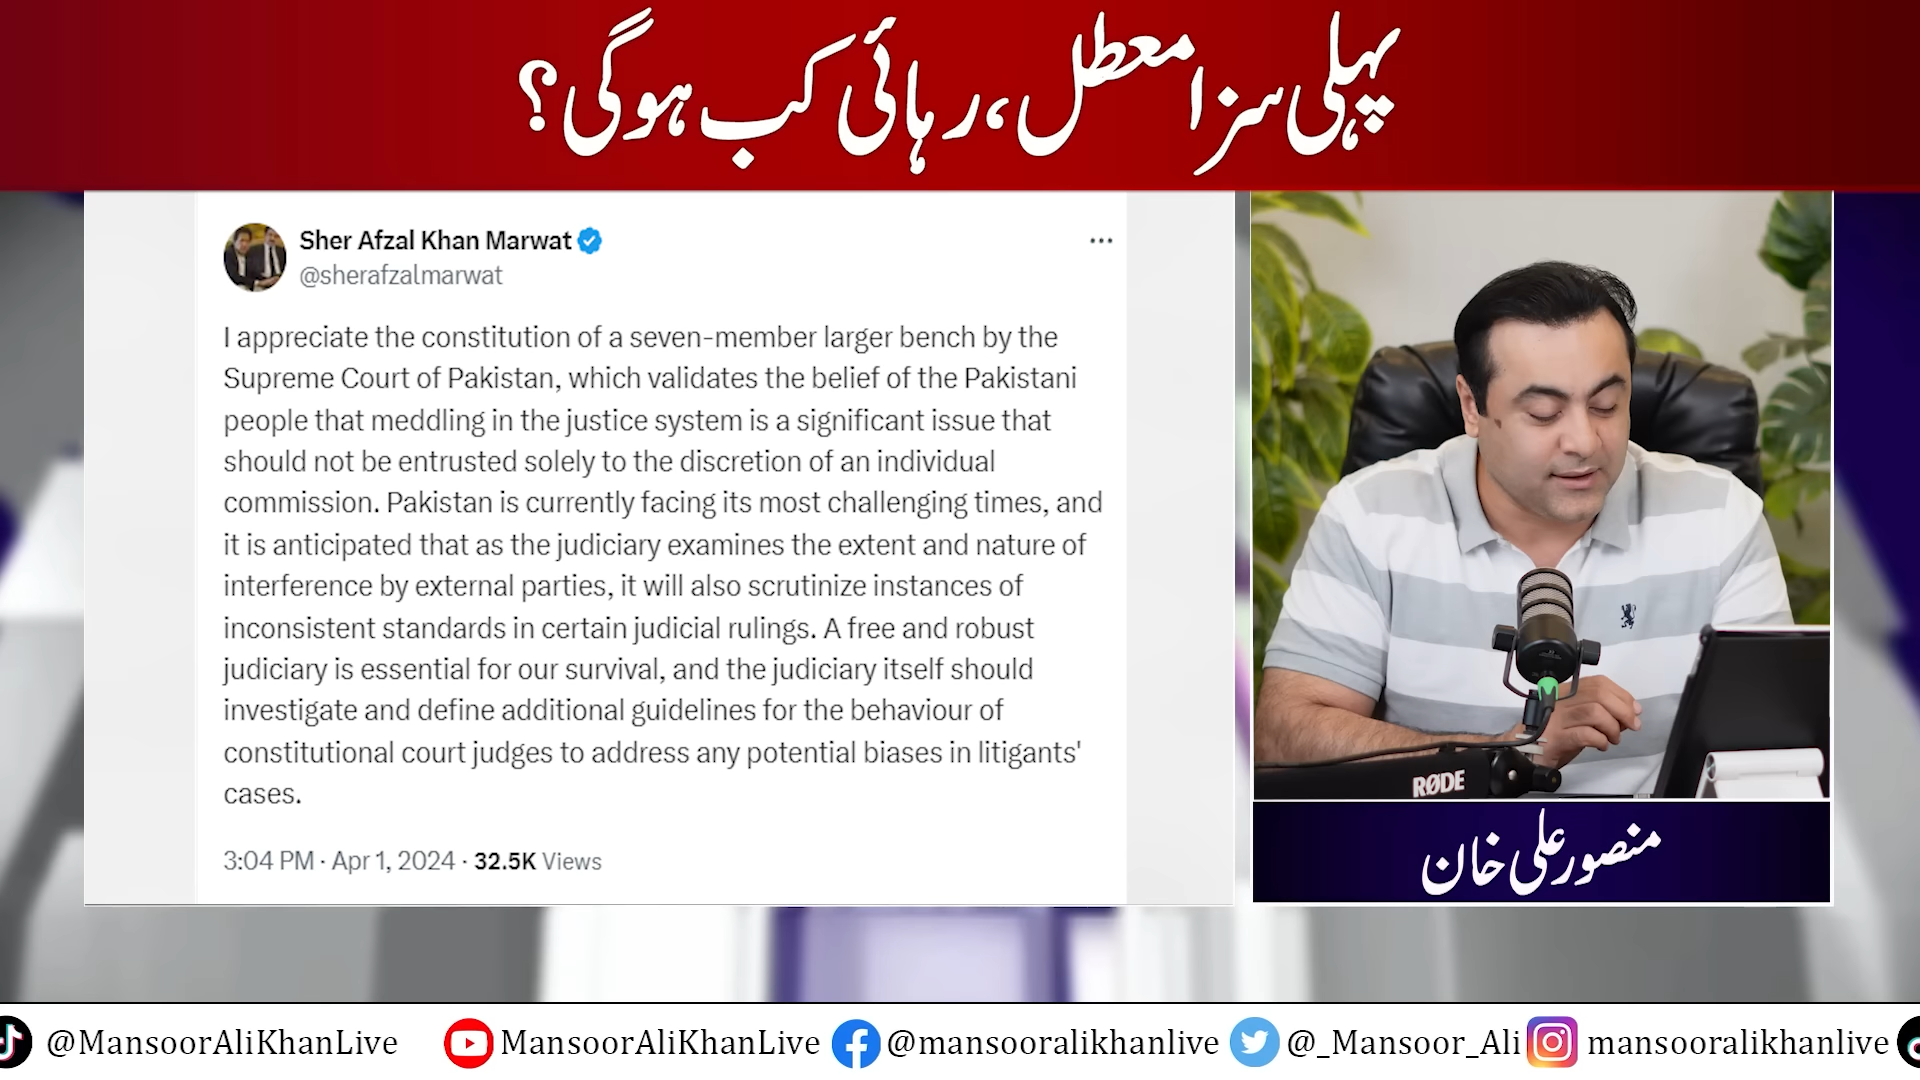 پہلی سزا معطل، رہائی کب ہوگی؟
Sher Afzal Khan Marwat
@sherafzalmarwat
I appreciate the constitution of a seven-member larger bench by the
Supreme Court of Pakistan, which validates the belief of the Pakistani
people that meddling in the justice system is a significant issue that
should not be entrusted solely to the discretion of an individual
commission. Pakistan is currently facing its most challenging times, and
it is anticipated that as the judiciary examines the extent and nature of
interference by external parties, it will also scrutinize instances of
inconsistent standards in certain judicial rulings. A free and robust
judiciary is essential for our survival, and the judiciary itself should
investigate and define additional guidelines for the behaviour of
constitutional court judges to address any potential biases in litigants'
cases.
3:04 PM · Apr 1, 2024 · 32.5K Views
RØDE
منصور علی خان
@MansoorAliKhanLive MansoorAliKhanLive @mansooralikhanlive @_Mansoor_Ali mansooralikhanlive